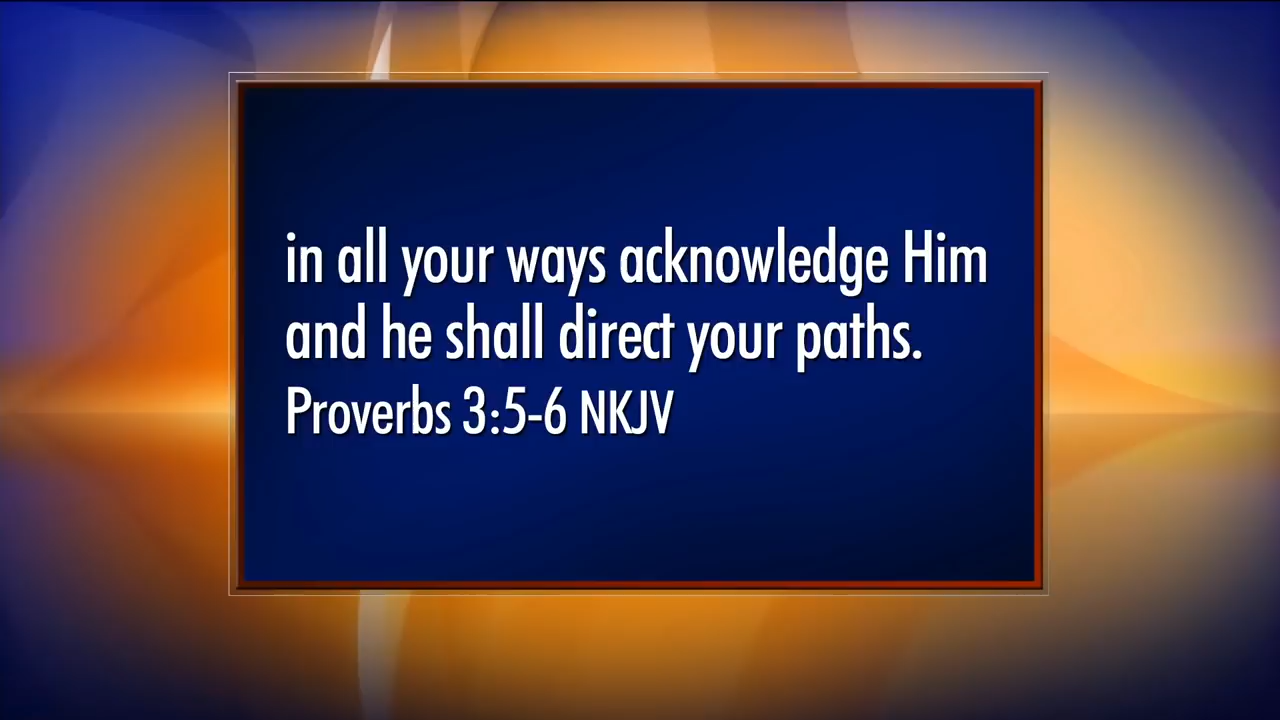 in all your ways acknowledge Him
and he shall direct your paths.
Proverbs 3:5-6 NKJV